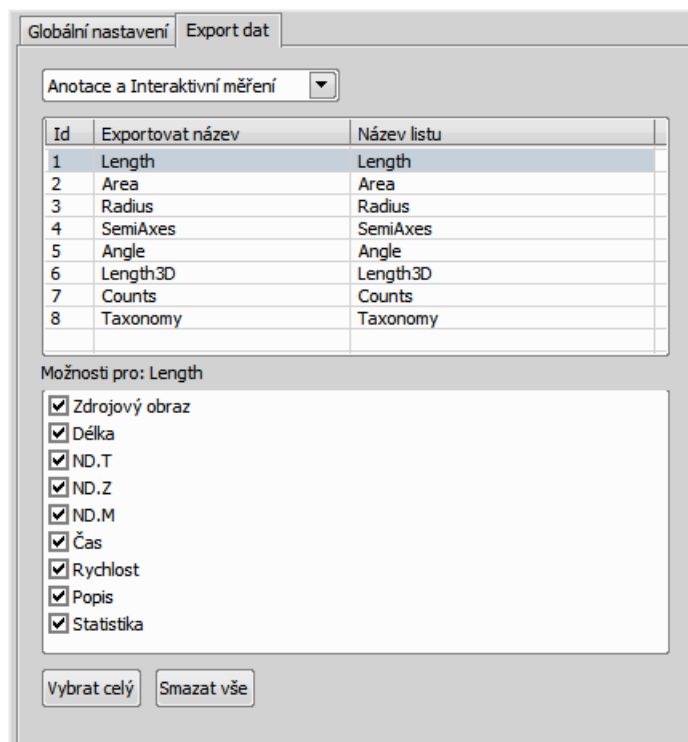 Globální nastavení Export dat
Anotace a Interaktivní měření
Id Exportovat název Název listu
1 Length Length
2 Area Area
3 Radius Radius
4 SemiAxes SemiAxes
5 Angle Angle
6 Length3D Length3D
7 Counts Counts
8 Taxonomy Taxonomy
Možnosti pro: Length
Zdrojový obraz
Délka
ND.T
ND.Z
ND.M
Čas
Rychlost
Popis
Statistika
Vybrat celý Smazat vše